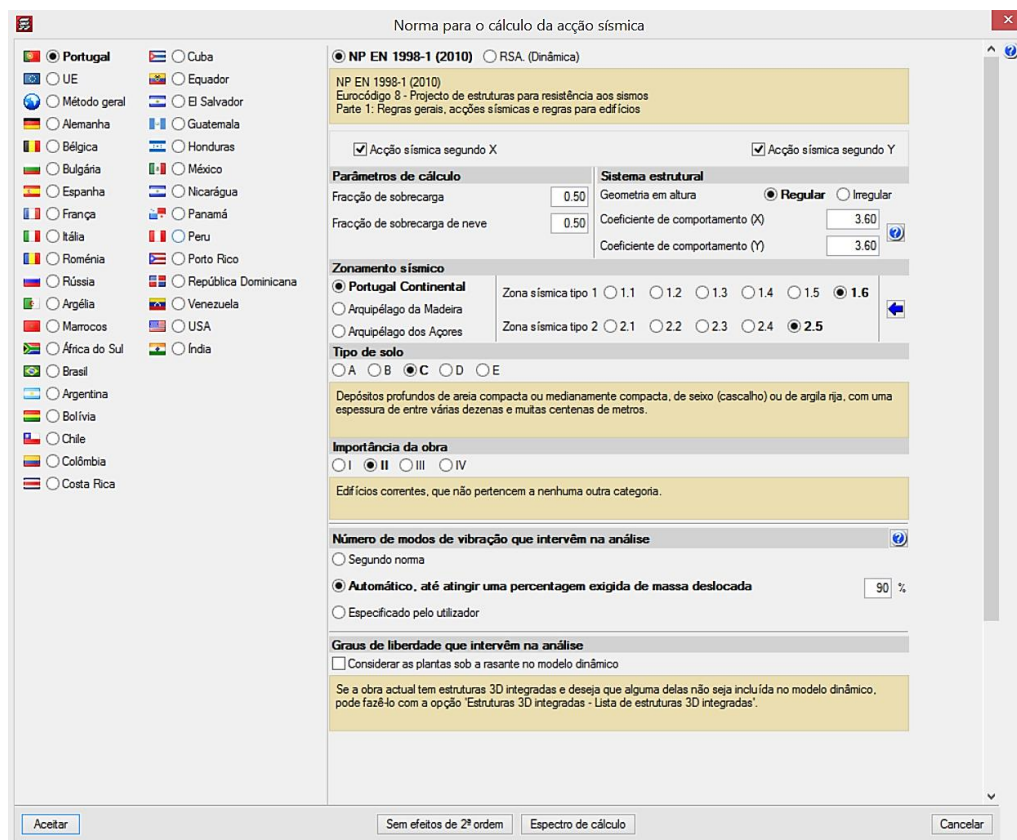 Norma para o cálculo da acção sísmica
Portugal
UE
Método geral
Alemanha
Bélgica
Bulgária
Espanha
França
Itália
Roménia
Rússia
Argélia
Marrocos
África do Sul
Brasil
Argentina
Bolívia
Chile
Colômbia
Costa Rica
Cuba
Equador
El Salvador
Guatemala
Honduras
México
Nicarágua
Panamá
Peru
Porto Rico
República Dominicana
Venezuela
USA
Índia
NP EN 1998-1 (2010) RSA. (Dinâmica)
NP EN 1998-1 (2010)
Eurocódigo 8 - Projecto de estruturas para resistência aos sismos
Parte 1: Regras gerais, acções sísmicas e regras para edifícios
Acção sísmica segundo X Acção sísmica segundo Y
Parâmetros de cálculo
Fracção de sobrecarga 0.50
Fracção de sobrecarga de neve 0.50
Sistema estrutural
Geometria em altura Regular Irregular
Coeficiente de comportamento (X) 3.60
Coeficiente de comportamento (Y) 3.60
Zonamento sísmico
Portugal Continental
Arquipélago da Madeira
Arquipélago dos Açores
Zona sísmica tipo 1 1.1 1.2 1.3 1.4 1.5 1.6
Zona sísmica tipo 2 2.1 2.2 2.3 2.4 2.5
Tipo de solo
A B C D E
Depósitos profundos de areia compacta ou medianamente compacta, de seixo (cascalho) ou de argila rija, com uma
espessura de entre várias dezenas e muitas centenas de metros.
Importância da obra
I II III IV
Edifícios correntes, que não pertencem a nenhuma outra categoria.
Número de modos de vibração que intervêm na análise
Segundo norma
Automático, até atingir uma percentagem exigida de massa deslocada 90 %
Especificado pelo utilizador
Graus de liberdade que intervêm na análise
Considerar as plantas sob a rasante no modelo dinâmico
Se a obra actual tem estruturas 3D integradas e deseja que alguma delas não seja incluída no modelo dinâmico,
pode fazê-lo com a opção 'Estruturas 3D integradas - Lista de estruturas 3D integradas'.
Aceitar Sem efeitos de 2ª ordem Espectro de cálculo Cancelar